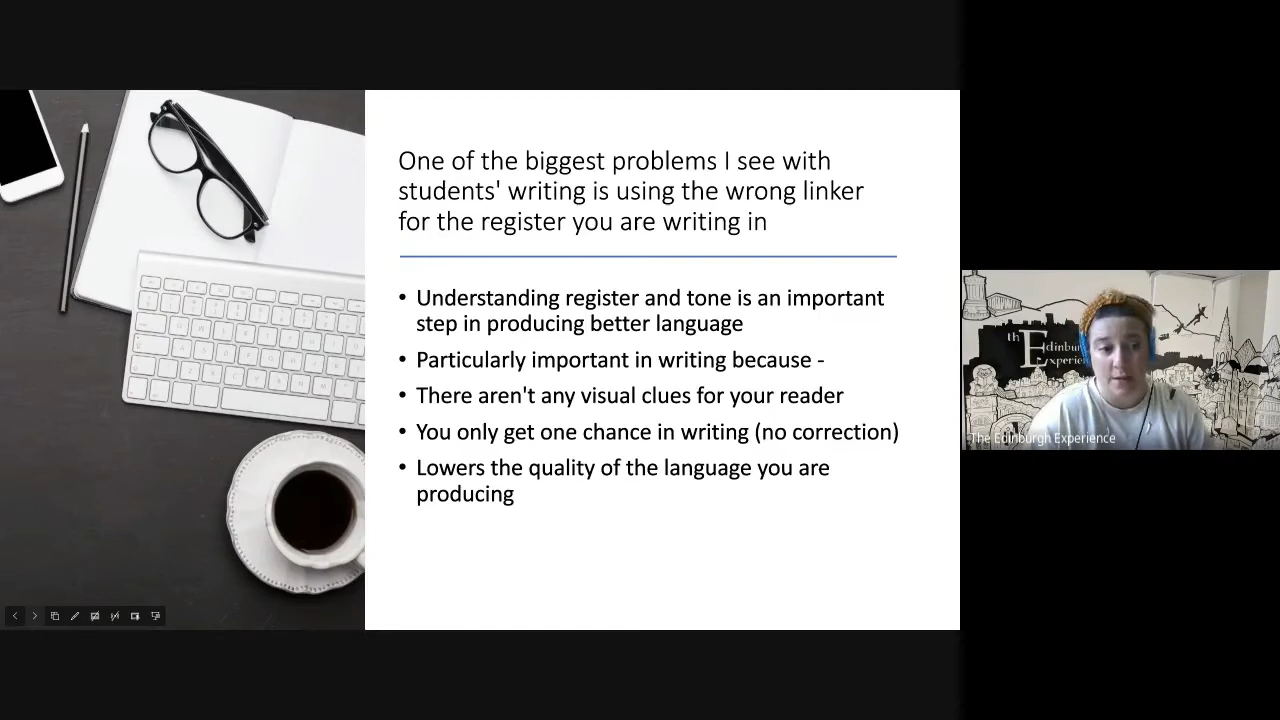 One of the biggest problems I see with
students' writing is using the wrong linker
for the register you are writing in
• Understanding register and tone is an important
step in producing better language
• Particularly important in writing because -
• There aren't any visual clues for your reader
• You only get one chance in writing (no correction)
• Lowers the quality of the language you are
producing
The Edinburgh Experience